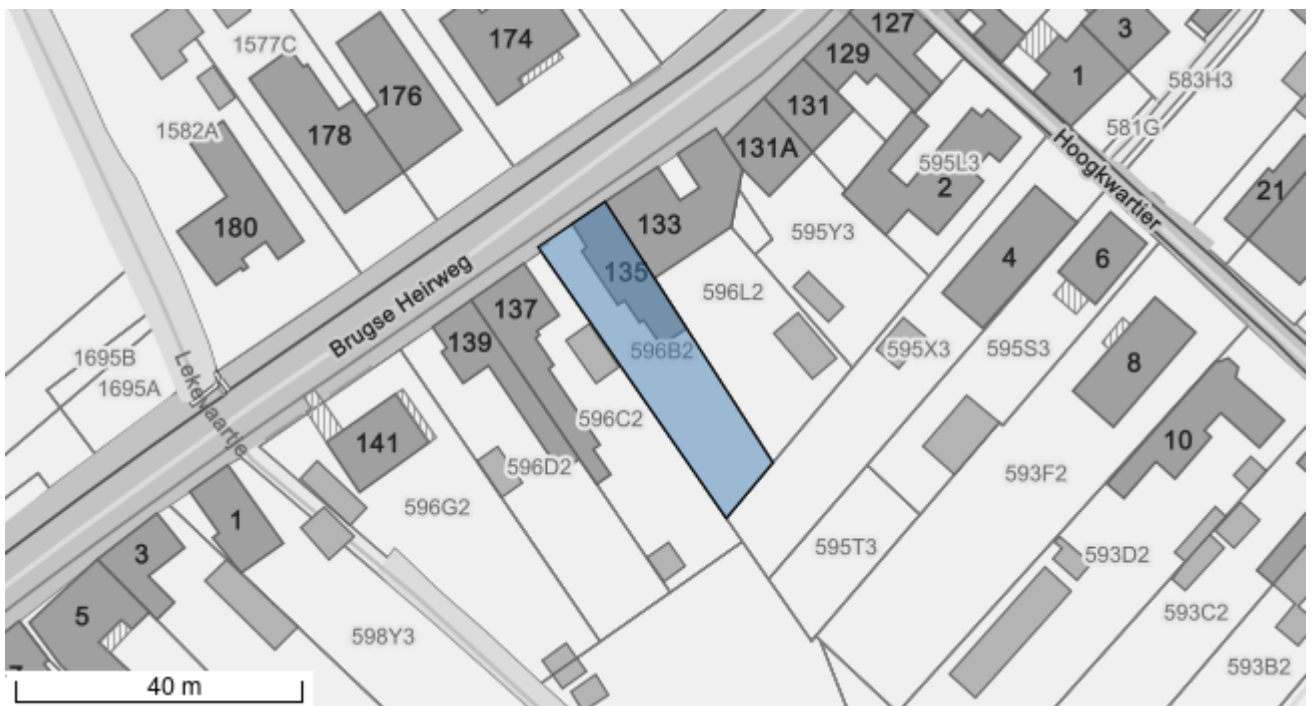 127
3
174
1577C
129
1
583H3
176
131
581G
178
1582A
131A
595L3
2
Hoogkwartier
21
133
180
595Y3
4
6
135
596L2
Brugse Heirweg
137
139
596B2
595X3
595S3
8
1695B
1695A
Lekevaartje
141
596C2
10
596D2
593F2
596G2
1
595T3
3
593D2
5
598Y3
593C2
7
593B2
40 m